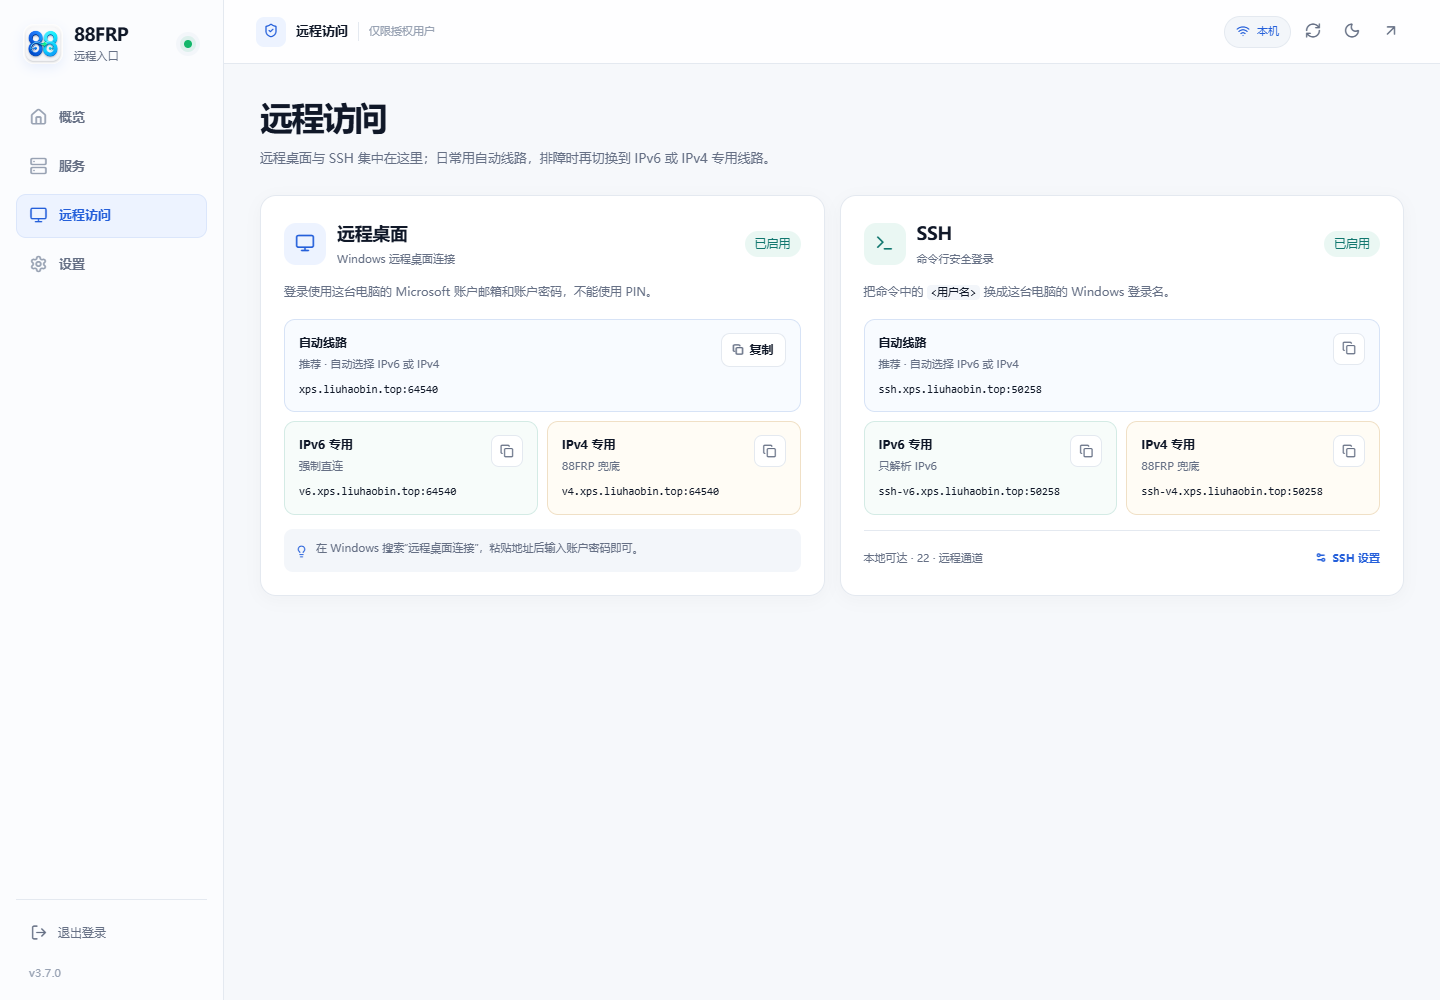 88FRP
远程入口
概览
服务
远程访问
设置
退出登录
v3.7.0
远程访问
仅限授权用户
本机
远程访问
远程桌面与 SSH 集中在这里；日常用自动线路，排障时再切换到 IPv6 或 IPv4 专用线路。
远程桌面
Windows 远程桌面连接
已启用
登录使用这台电脑的 Microsoft 账户邮箱和账户密码，不能使用 PIN。
自动线路
推荐 · 自动选择 IPv6 或 IPv4
xps.liuhaobin.top:64540
复制
IPv6 专用
强制直连
v6.xps.liuhaobin.top:64540
IPv4 专用
88FRP 兜底
v4.xps.liuhaobin.top:64540
在 Windows 搜索“远程桌面连接”，粘贴地址后输入账户密码即可。
SSH
命令行安全登录
已启用
把命令中的 <用户名> 换成这台电脑的 Windows 登录名。
自动线路
推荐 · 自动选择 IPv6 或 IPv4
ssh.xps.liuhaobin.top:50258
IPv6 专用
只解析 IPv6
ssh-v6.xps.liuhaobin.top:50258
IPv4 专用
88FRP 兜底
ssh-v4.xps.liuhaobin.top:50258
本地可达 · 22 · 远程通道
SSH 设置